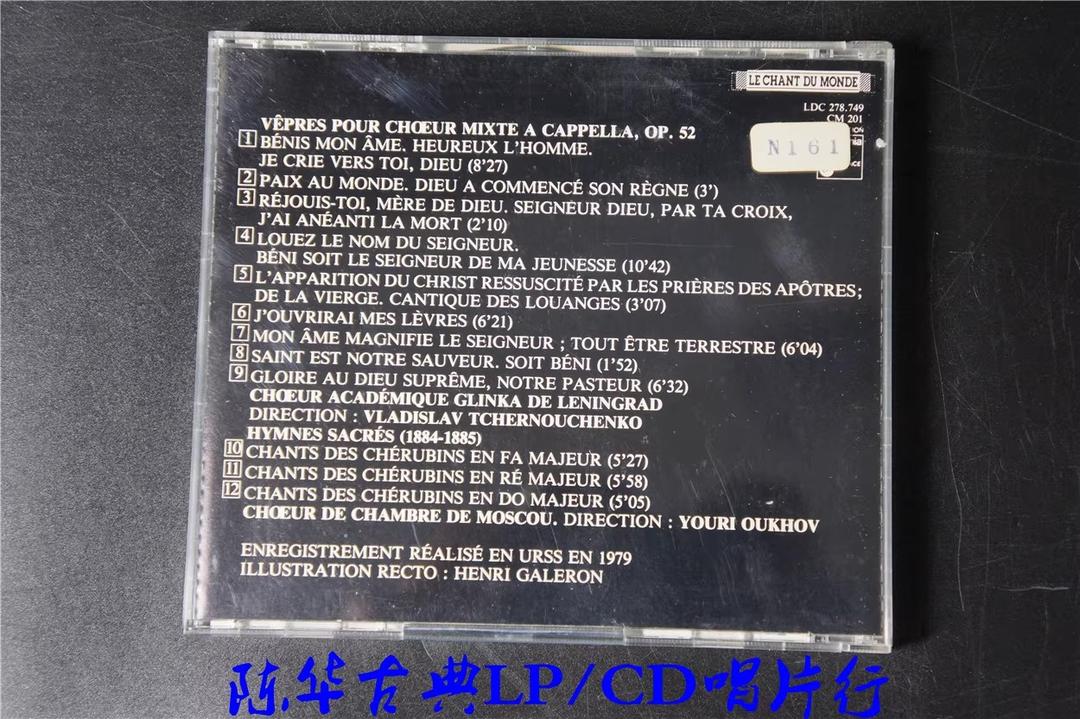 LE CHANT DU MONDE
LDC 278.749
CM 201
N161
VÊPRES POUR CHŒUR MIXTE A CAPPELLA, OP. 52
1 BÉNIS MON ÂME. HEUREUX L'HOMME.
JE CRIE VERS TOI, DIEU (8'27)
2 PAIX AU MONDE. DIEU A COMMENCÉ SON RÈGNE (3')
3 RÉJOUIS-TOI, MÈRE DE DIEU. SEIGNEUR DIEU, PAR TA CROIX,
J'AI ANÉANTI LA MORT (2'10)
4 LOUEZ LE NOM DU SEIGNEUR.
BÉNI SOIT LE SEIGNEUR DE MA JEUNESSE (10'42)
5 L'APPARITION DU CHRIST RESSUSCITÉ PAR LES PRIÈRES DES APÔTRES;
DE LA VIERGE. CANTIQUE DES LOUANGES (3'07)
6 J'OUVRIRAI MES LÈVRES (6'21)
7 MON ÂME MAGNIFIE LE SEIGNEUR ; TOUT ÊTRE TERRESTRE (6'04)
8 SAINT EST NOTRE SAUVEUR. SOIT BÉNI (1'52)
9 GLOIRE AU DIEU SUPRÊME, NOTRE PASTEUR (6'32)
CHŒUR ACADÉMIQUE GLINKA DE LENINGRAD
DIRECTION : VLADISLAV TCHERNOUCHENKO
HYMNES SACRÉS (1884-1885)
10 CHANTS DES CHÉRUBINS EN FA MAJEUR (5'27)
11 CHANTS DES CHÉRUBINS EN RÉ MAJEUR (5'58)
12 CHANTS DES CHÉRUBINS EN DO MAJEUR (5'05)
CHŒUR DE CHAMBRE DE MOSCOU. DIRECTION : YOURI OUKHOV
ENREGISTREMENT RÉALISÉ EN URSS EN 1979
ILLUSTRATION RECTO : HENRI GALERON
陈华古典LP/CD唱片行